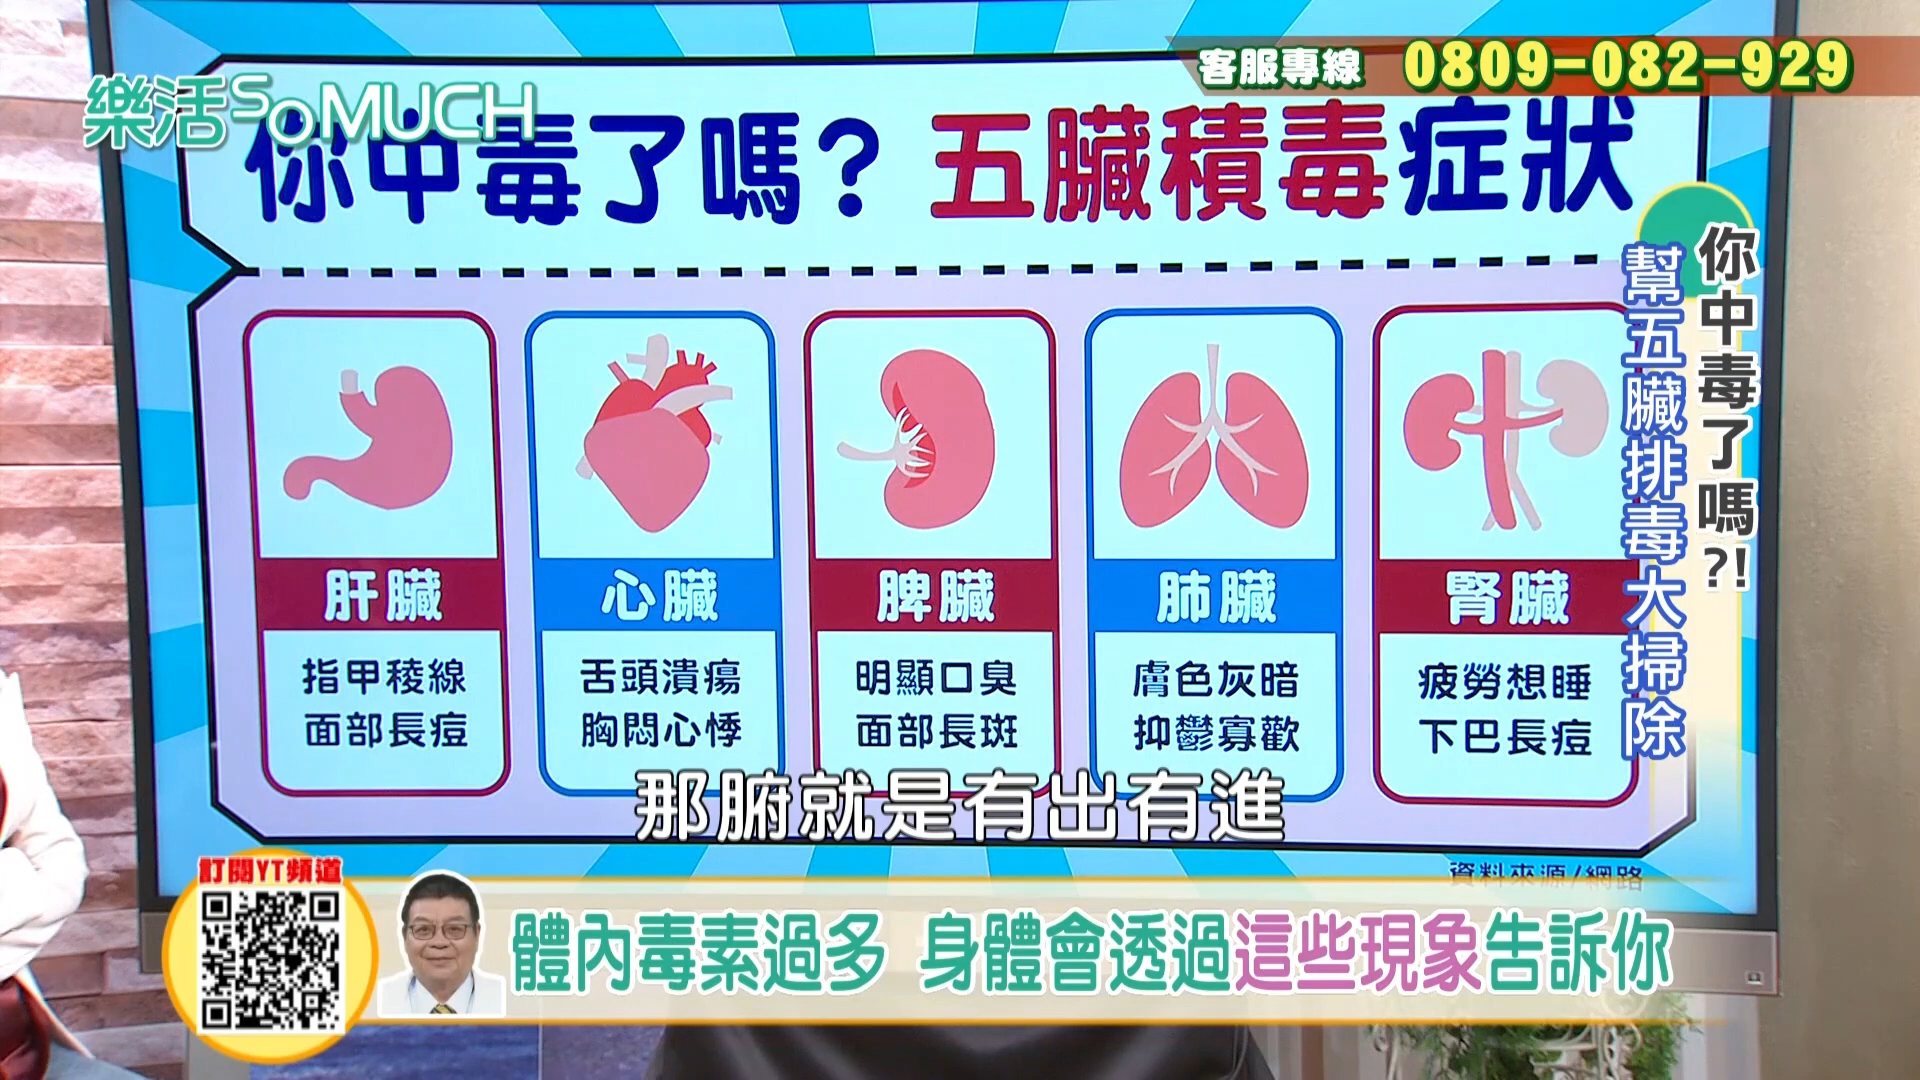 樂活SOMUCH
客服專線 0809-082-929
你中毒了嗎？五臟積毒症狀
肝臟
指甲稜線
面部長痘
心臟
舌頭潰瘍
胸悶心悸
脾臟
明顯口臭
面部長斑
肺臟
膚色灰暗
抑鬱寡歡
腎臟
疲勞想睡
下巴長痘
你中毒了嗎?!
幫五臟排毒大掃除
那腑就是有出有進
資料來源/網路
訂閱YT頻道
體內毒素過多 身體會透過這些現象告訴你